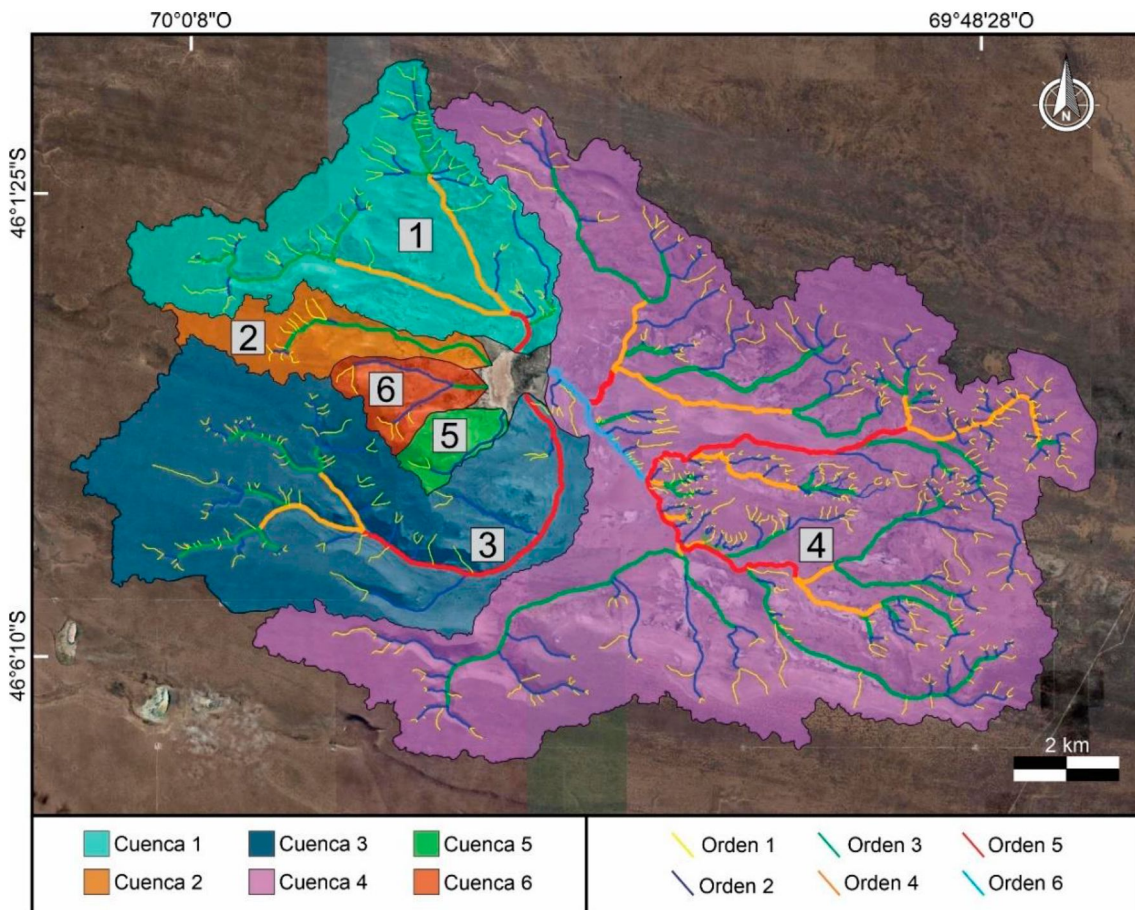 70°0'8"O
69°48'28"O
46°1'25"S
46°6'10"S
N
1
2
6
5
3
4
2 km
Cuenca 1
Cuenca 3
Cuenca 5
Cuenca 2
Cuenca 4
Cuenca 6
Orden 1
Orden 3
Orden 5
Orden 2
Orden 4
Orden 6